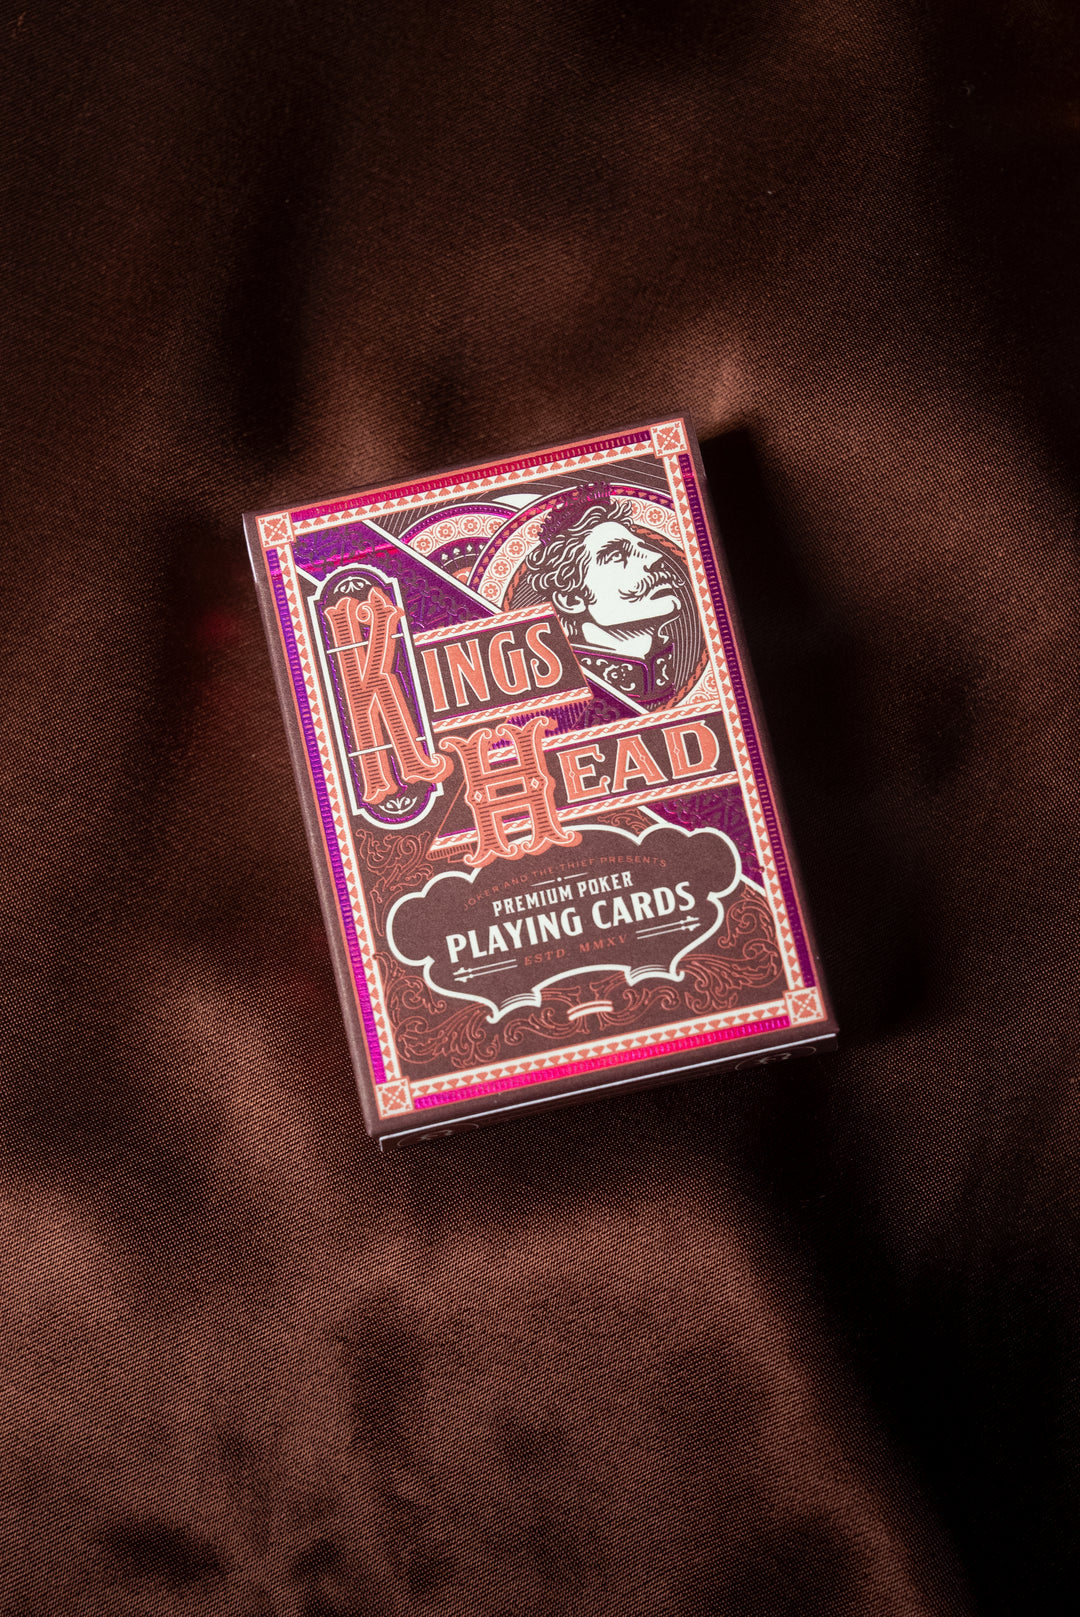 KINGS
HEAD
JOKER AND THE THIEF PRESENTS
PREMIUM POKER
PLAYING CARDS
ESTD. MMXV